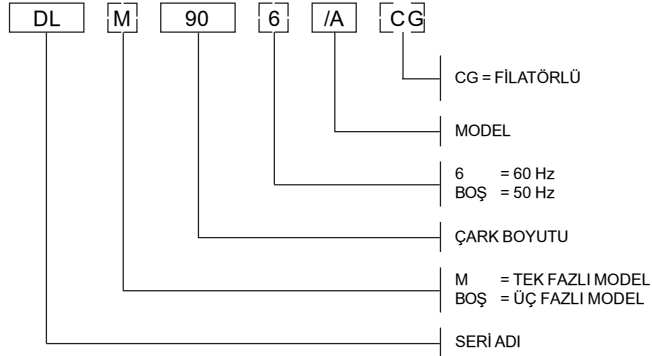 DL M 90 6 /A CG
CG = FİLATÖRLÜ
MODEL
6 = 60 Hz
BOŞ = 50 Hz
ÇARK BOYUTU
M = TEK FAZLI MODEL
BOŞ = ÜÇ FAZLI MODEL
SERİ ADI